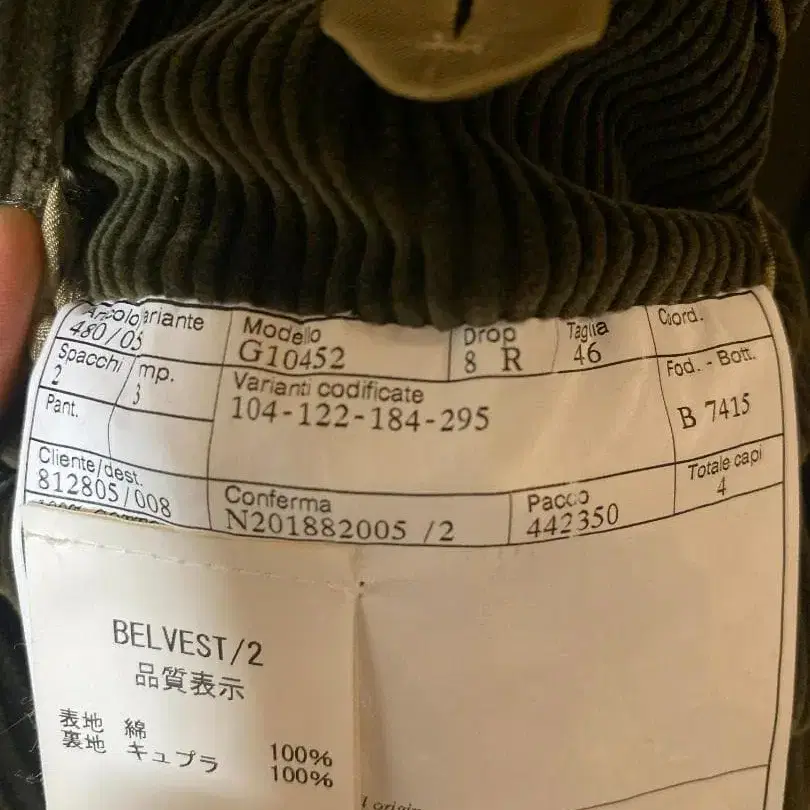 Articolo/Variante
480/05
Modello
G10452
Drop
8 R
Taglia
46
Coord.
Spacchi
2
Imp.
3
Varianti codificate
104-122-184-295
Fod. - Bott.
B 7415
Pant.
Cliente/dest.
812805/008
Conferma
N201882005 /2
Pacco
442350
Totale capi
4
BELVEST/2
品質表示
表地 綿 100%
裏地 キュプラ 100%